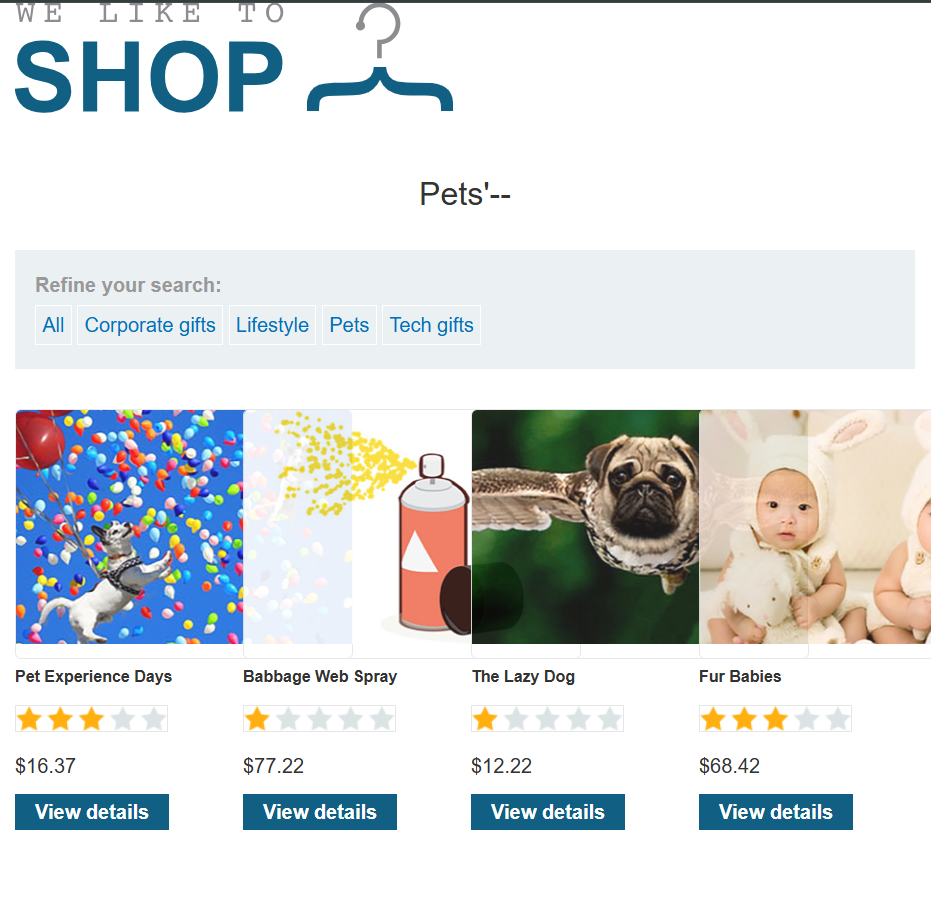 WE LIKE TO
SHOP
Pets'--
Refine your search:
All Corporate gifts Lifestyle Pets Tech gifts
Pet Experience Days Babbage Web Spray The Lazy Dog Fur Babies
$16.37 $77.22 $12.22 $68.42
View details View details View details View details